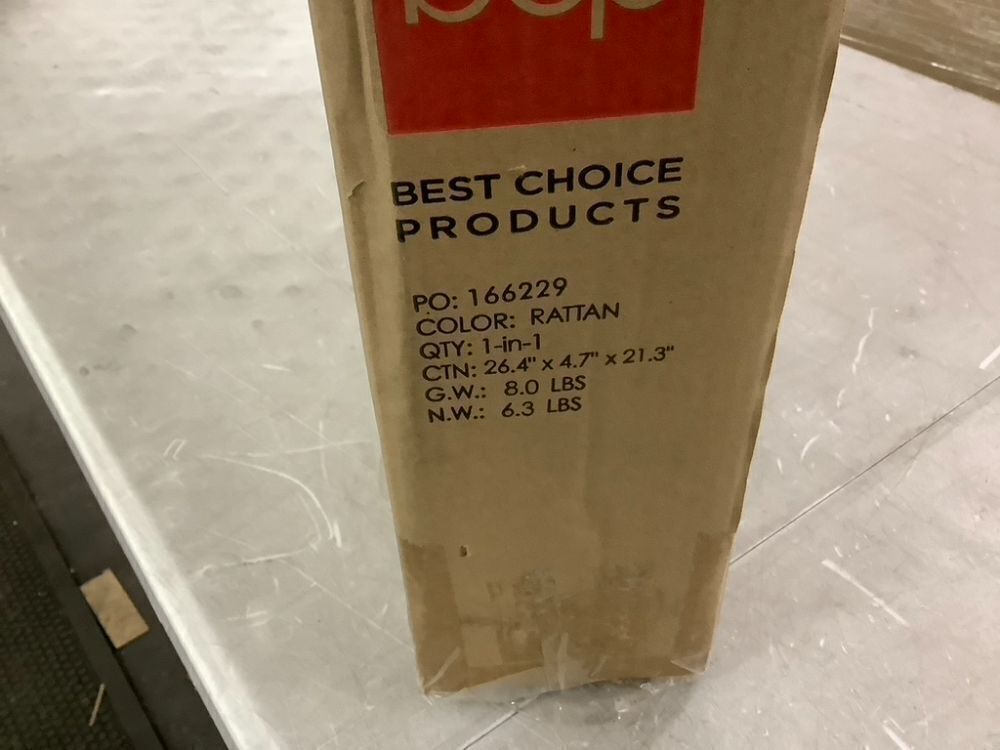 bcp
BEST CHOICE
PRODUCTS
PO: 166229
COLOR: RATTAN
QTY: 1-in-1
CTN: 26.4" x 4.7" x 21.3"
G.W.: 8.0 LBS
N.W.: 6.3 LBS